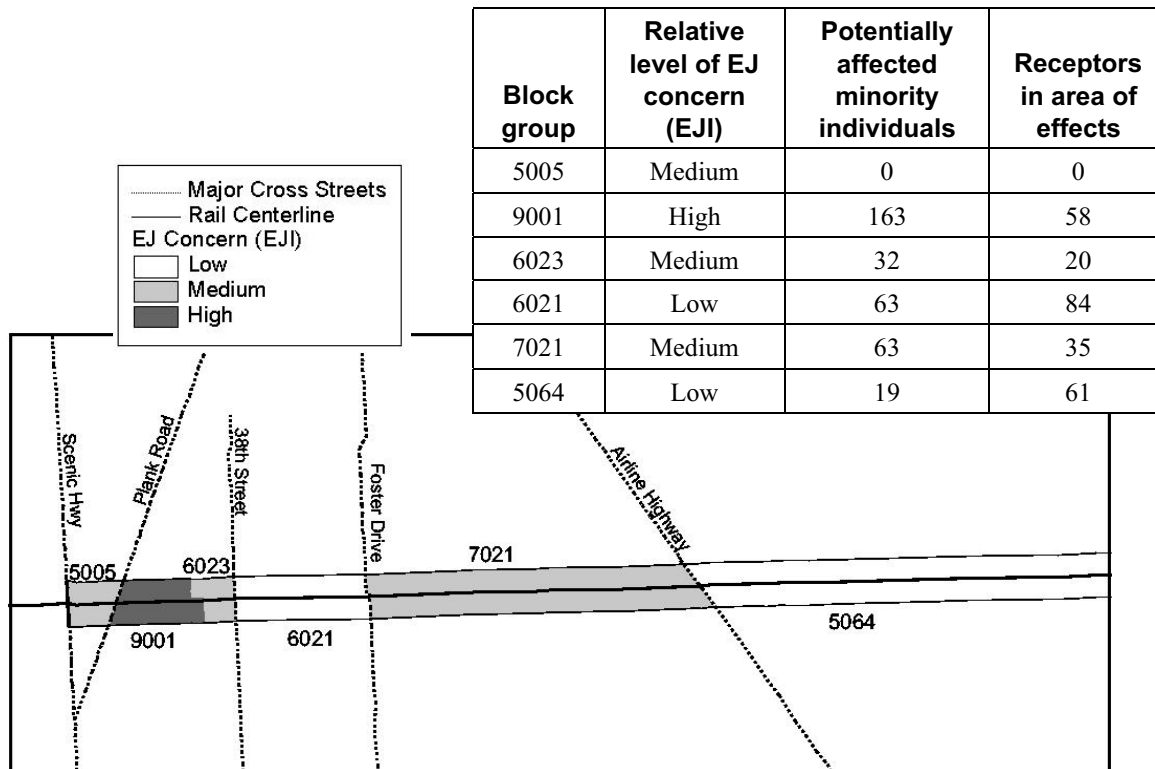 Block
group
Relative
level of EJ
concern
(EJI)
Potentially
affected
minority
individuals
Receptors
in area of
effects
5005 Medium 0 0
9001 High 163 58
6023 Medium 32 20
6021 Low 63 84
7021 Medium 63 35
5064 Low 19 61
Major Cross Streets
Rail Centerline
EJ Concern (EJI)
Low
Medium
High
Scenic Hwy
Plank Road
38th Street
Foster Drive
Airline Highway
5005
6023
7021
9001
6021
5064